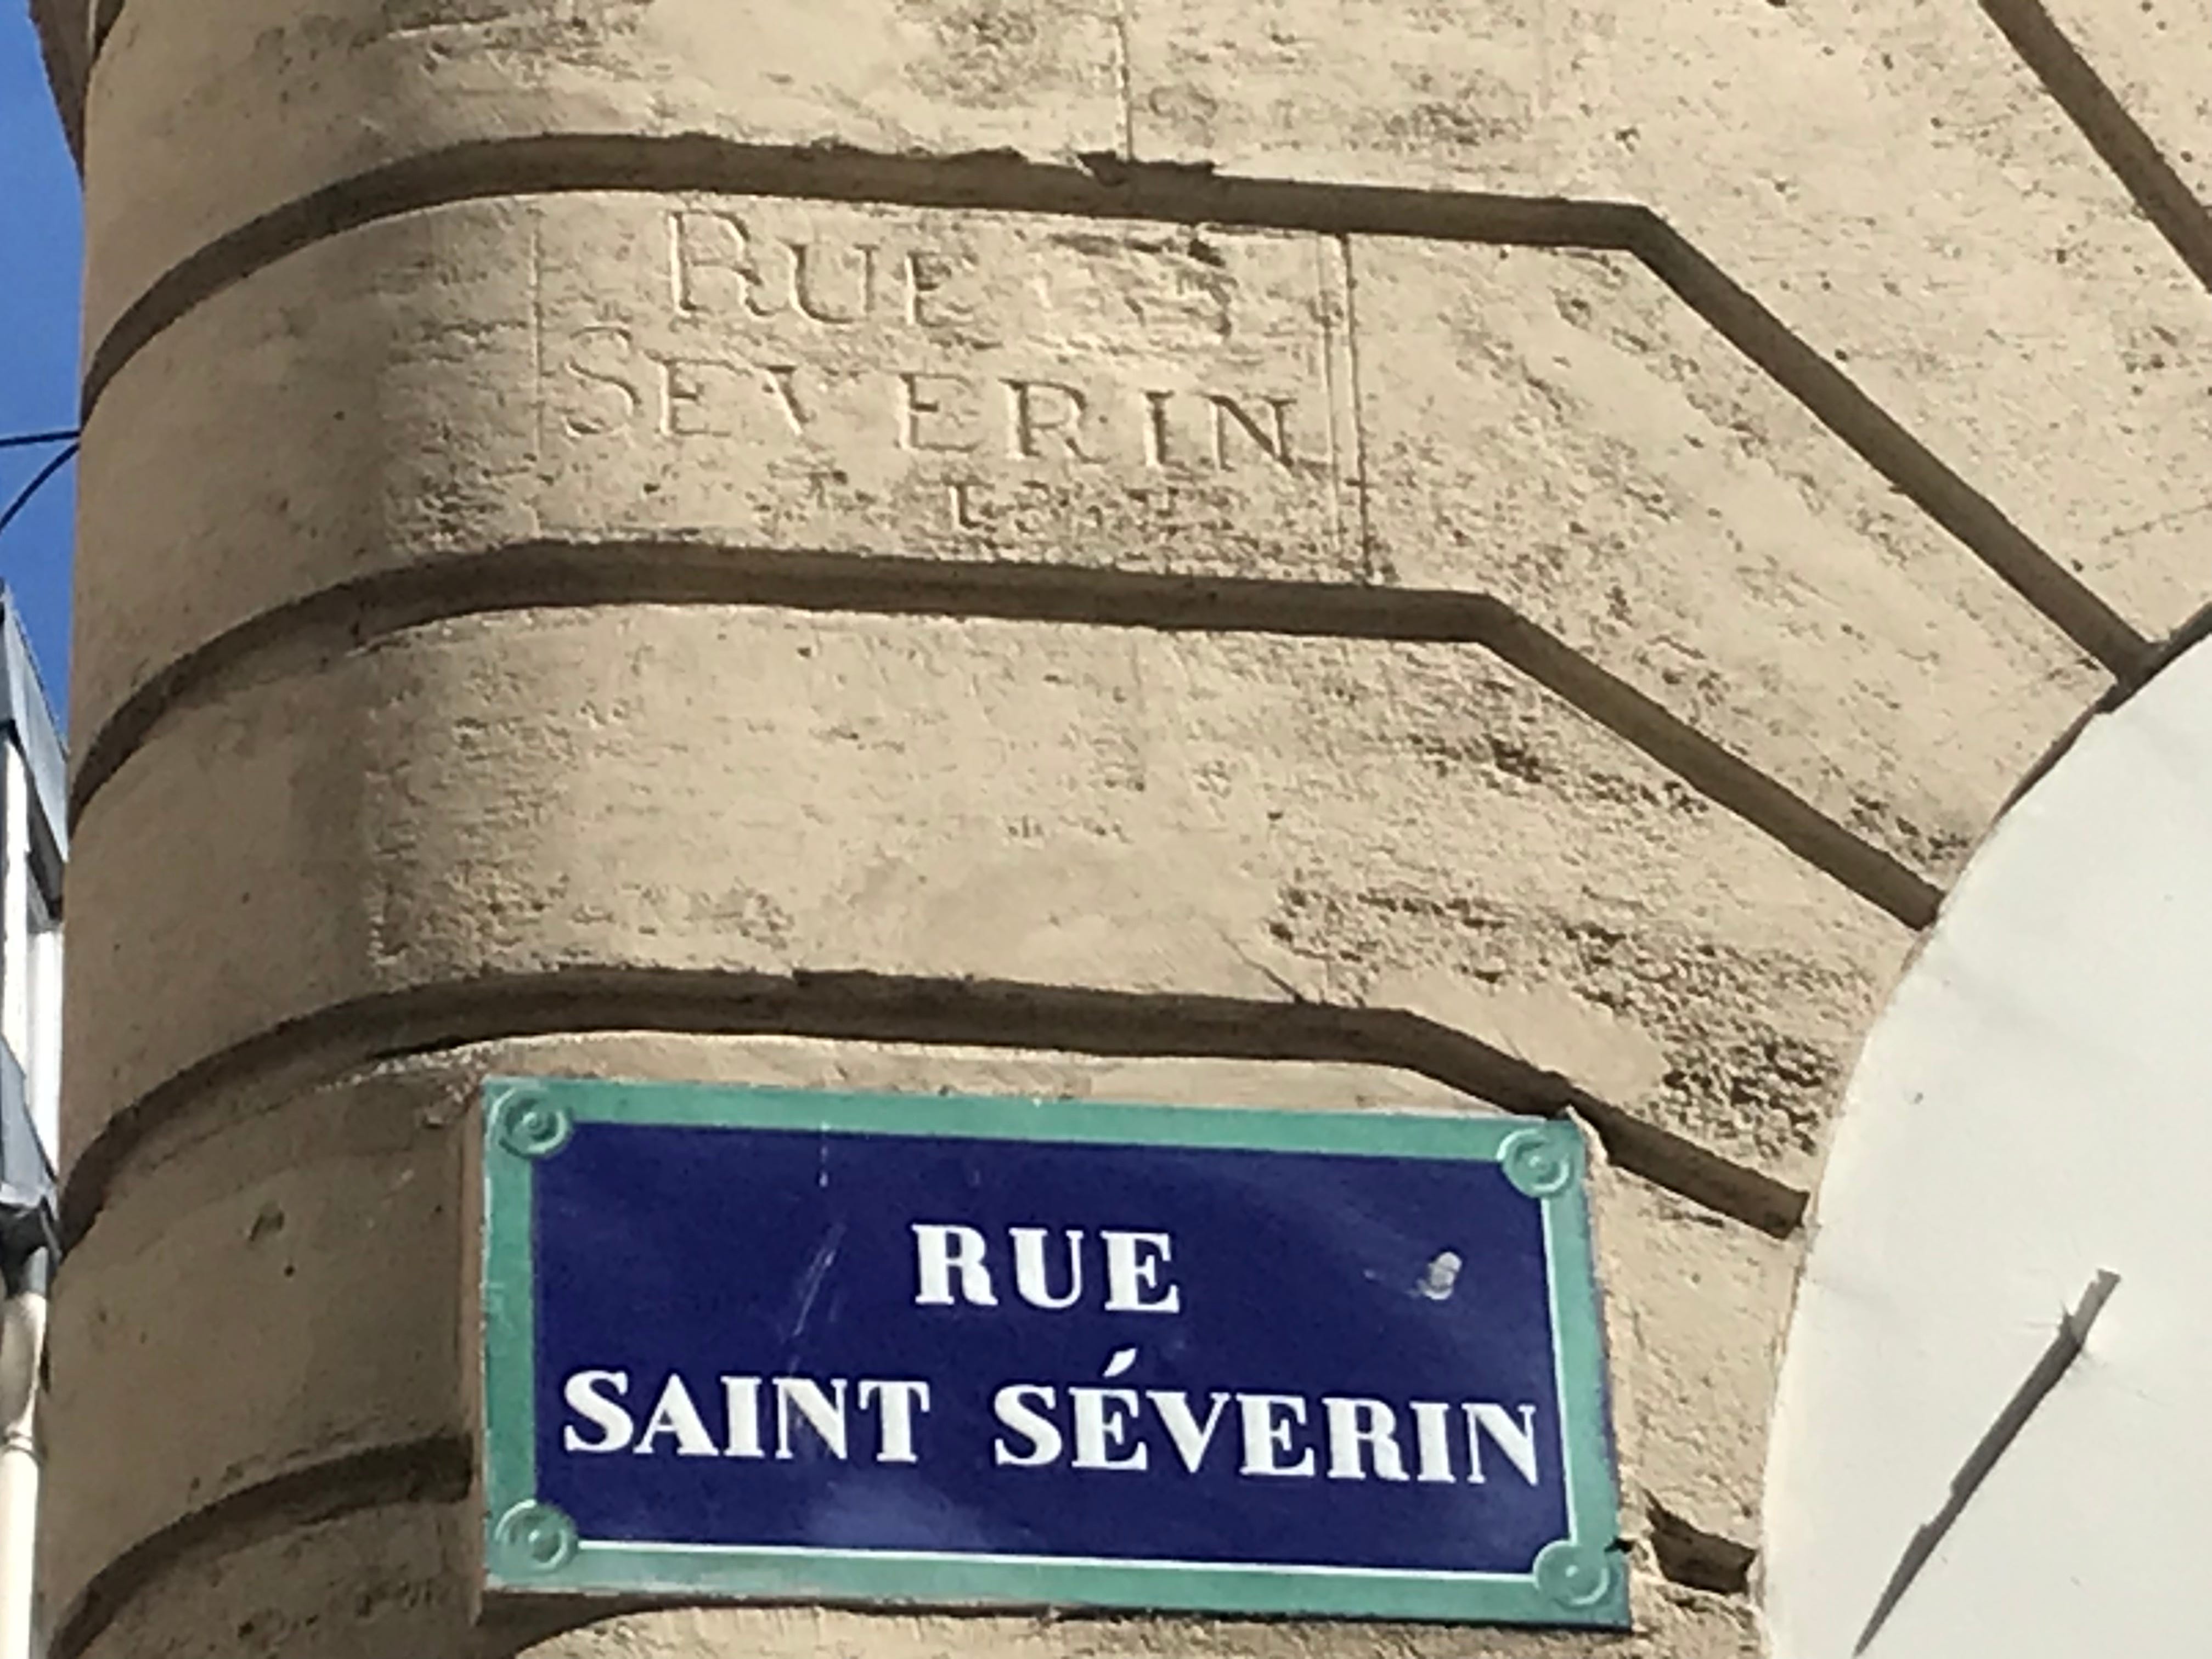 RUE
SEVERIN
RUE
SAINT SÉVERIN